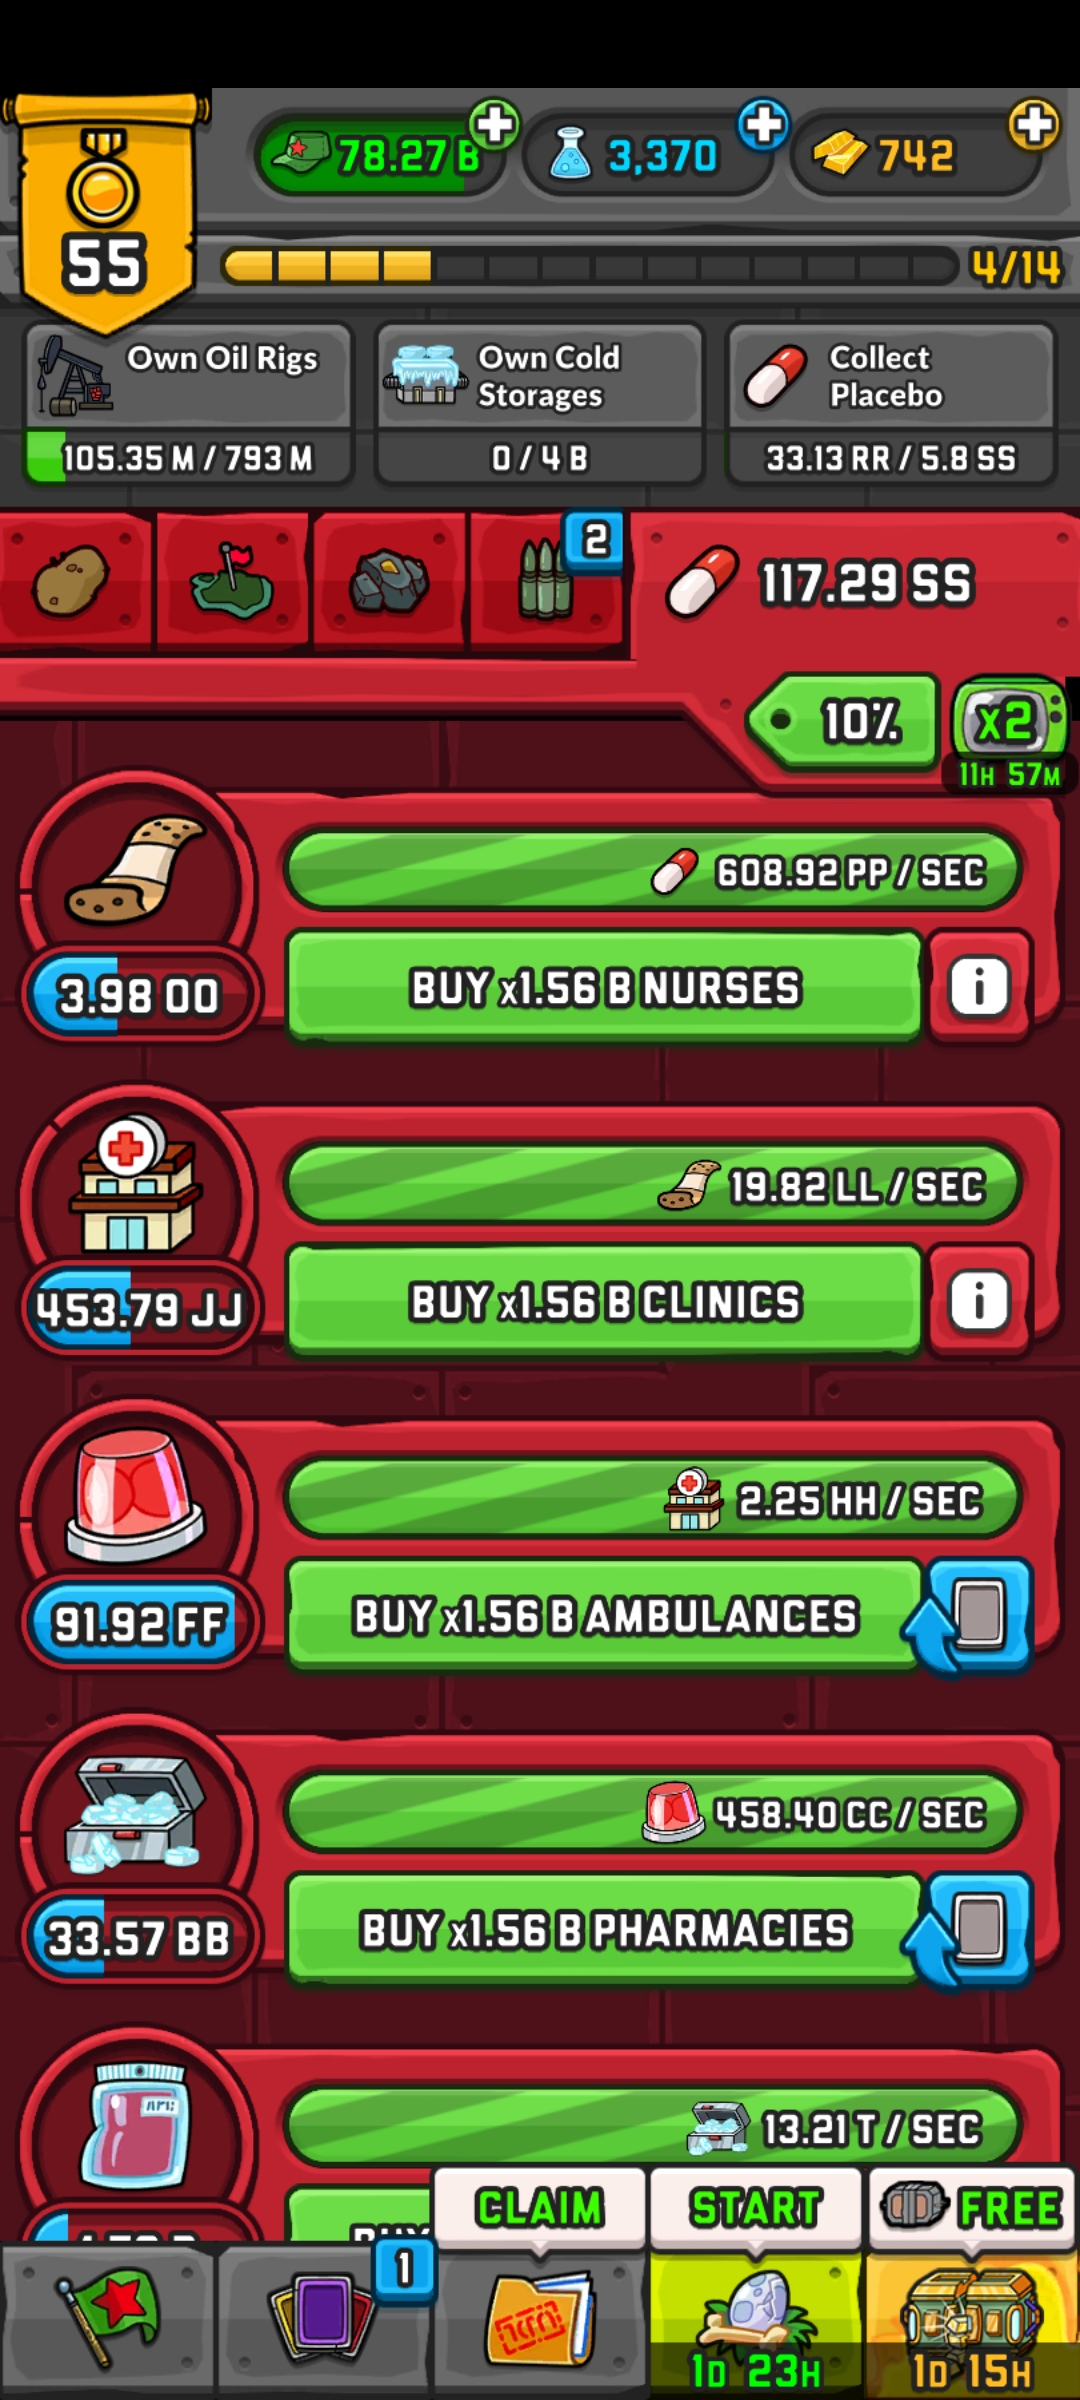 78.27 B
3,370
742
55
4/14
Own Oil Rigs
105.35 M / 793 M
Own Cold
Storages
0 / 4 B
Collect
Placebo
33.13 RR / 5.8 SS
2
117.29 SS
10%
x2
11H 57M
608.92 PP / SEC
3.98 OO
BUY x1.56 B NURSES
i
19.82 LL / SEC
453.79 JJ
BUY x1.56 B CLINICS
i
2.25 HH / SEC
91.92 FF
BUY x1.56 B AMBULANCES
458.40 CC / SEC
33.57 BB
BUY x1.56 B PHARMACIES
13.21 T / SEC
BUY
CLAIM
START
FREE
1
1D 23H
1D 15H